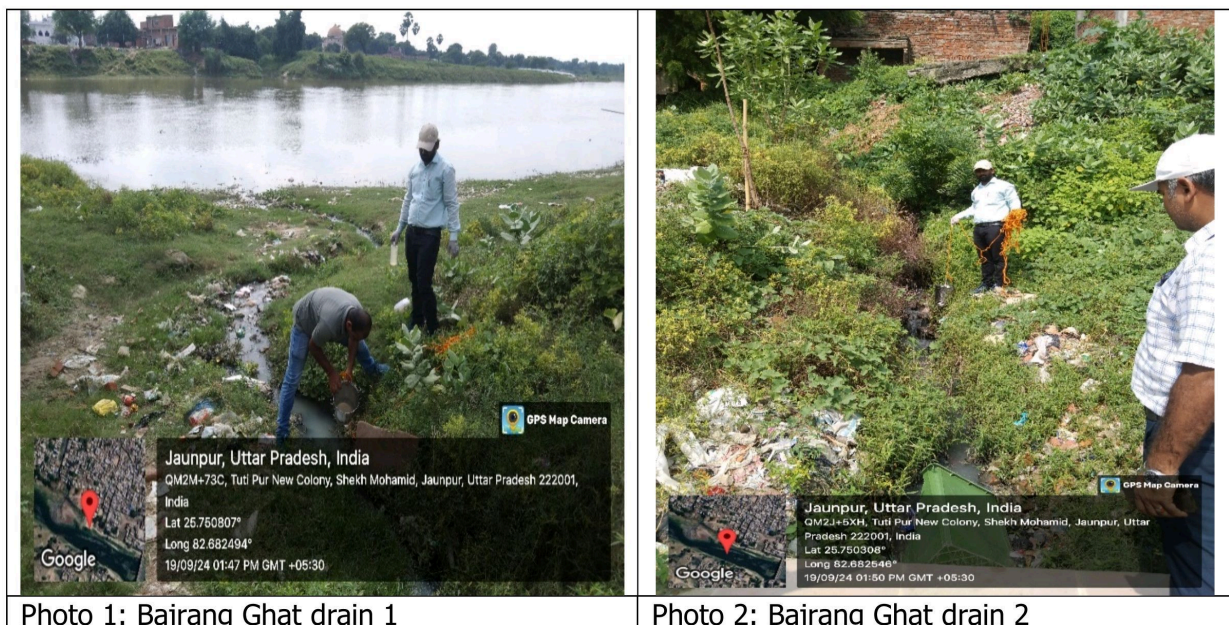 GPS Map Camera
Jaunpur, Uttar Pradesh, India
QM2M+73C, Tuti Pur New Colony, Shekh Mohamid, Jaunpur, Uttar Pradesh 222001,
India
Lat 25.750807°
Long 82.682494°
19/09/24 01:47 PM GMT +05:30
Google
Photo 1: Bajrang Ghat drain 1
GPS Map Camera
Jaunpur, Uttar Pradesh, India
QM2J+5XH, Tuti Pur New Colony, Shekh Mohamid, Jaunpur, Uttar
Pradesh 222001, India
Lat 25.750308°
Long 82.682546°
19/09/24 01:50 PM GMT +05:30
Google
Photo 2: Bajrang Ghat drain 2